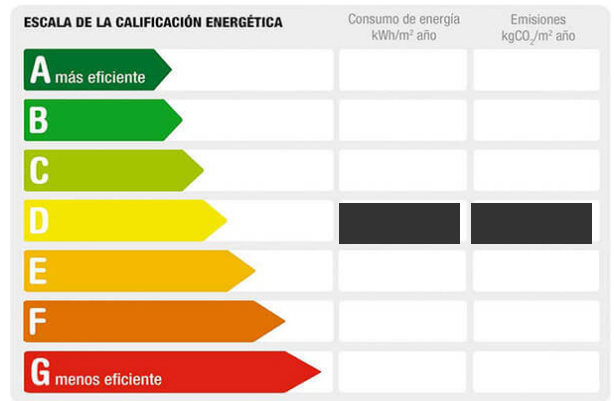 ESCALA DE LA CALIFICACIÓN ENERGÉTICA
Consumo de energía
kWh/m² año
Emisiones
kgCO₂/m² año
A más eficiente
B
C
D
E
F
G menos eficiente